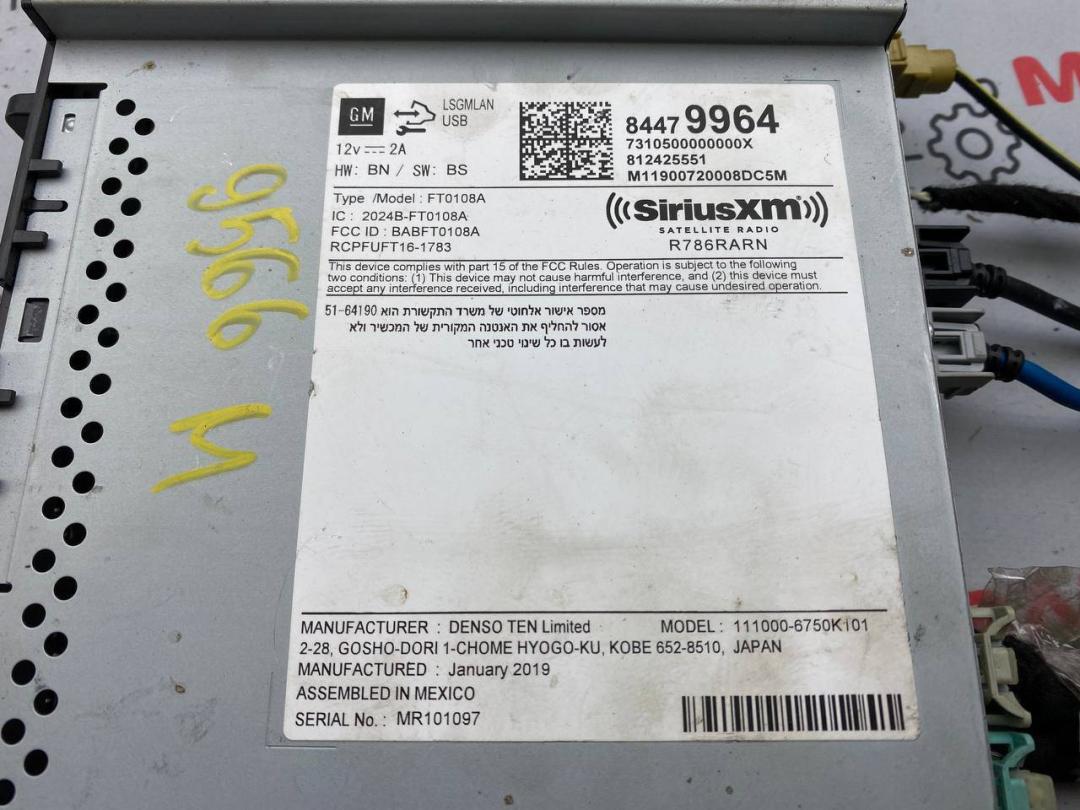 GM
LSGMLAN
USB
12V ⎓ 2A
HW: BN / SW: BS
84479964
7310500000000X
812425551
M11900720008DC5M
Type /Model : FT0108A
IC : 2024B-FT0108A
FCC ID : BABFT0108A
RCPFUFT16-1783
((SiriusXM))
SATELLITE RADIO
R786RARN
This device complies with part 15 of the FCC Rules. Operation is subject to the following
two conditions: (1) This device may not cause harmful interference, and (2) this device must
accept any interference received, including interference that may cause undesired operation.
מספר אישור אלחוטי של משרד התקשורת הוא 51-64190
אסור להחליף את האנטנה המקורית של המכשיר ולא
לעשות בו כל שינוי טכני אחר
MANUFACTURER : DENSO TEN Limited
MODEL : 111000-6750K101
2-28, GOSHO-DORI 1-CHOME HYOGO-KU, KOBE 652-8510, JAPAN
MANUFACTURED : January 2019
ASSEMBLED IN MEXICO
SERIAL No. : MR101097
M